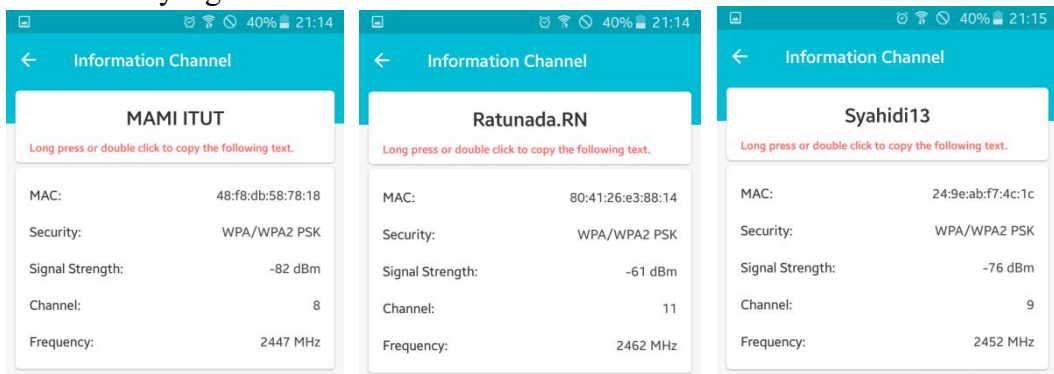 40% 21:14
Information Channel
MAMI ITUT
Long press or double click to copy the following text.
MAC: 48:f8:db:58:78:18
Security: WPA/WPA2 PSK
Signal Strength: -82 dBm
Channel: 8
Frequency: 2447 MHz
40% 21:14
Information Channel
Ratunada.RN
Long press or double click to copy the following text.
MAC: 80:41:26:e3:88:14
Security: WPA/WPA2 PSK
Signal Strength: -61 dBm
Channel: 11
Frequency: 2462 MHz
40% 21:15
Information Channel
Syahidi13
Long press or double click to copy the following text.
MAC: 24:9e:ab:f7:4c:1c
Security: WPA/WPA2 PSK
Signal Strength: -76 dBm
Channel: 9
Frequency: 2452 MHz